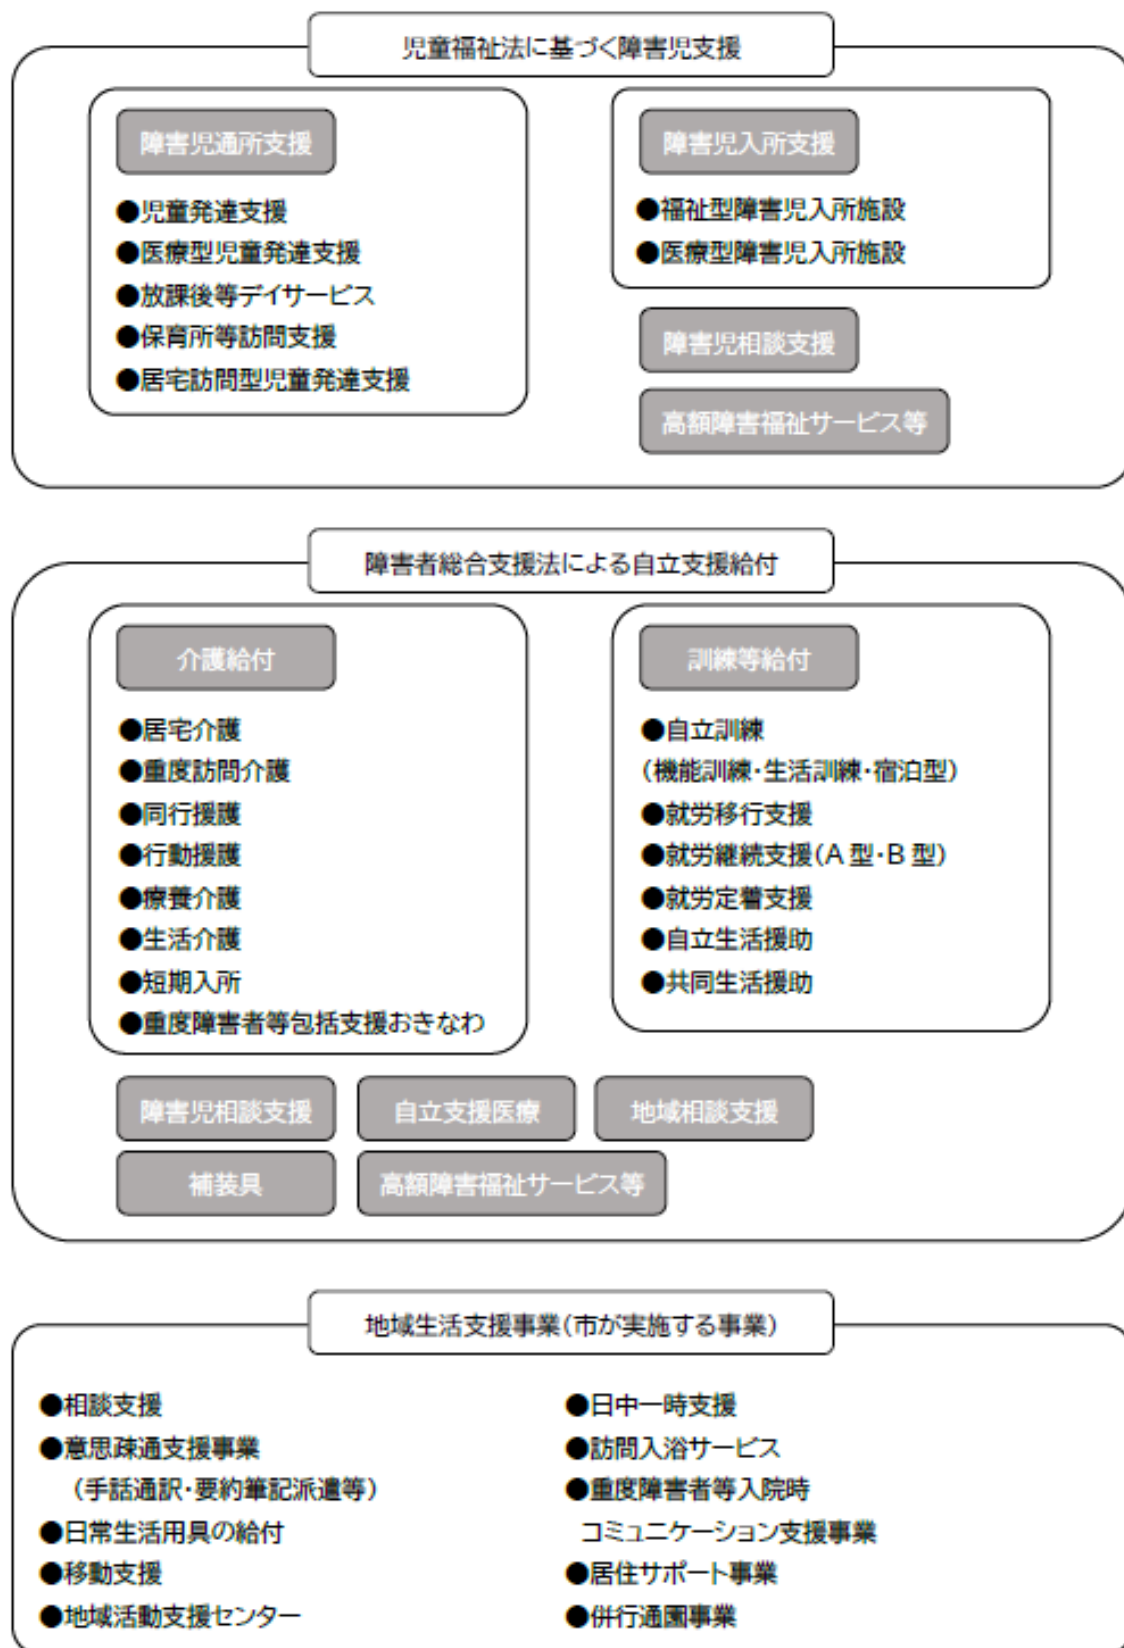 児童福祉法に基づく障害児支援
障害児通所支援
●児童発達支援
●医療型児童発達支援
●放課後等デイサービス
●保育所等訪問支援
●居宅訪問型児童発達支援
障害児入所支援
●福祉型障害児入所施設
●医療型障害児入所施設
障害児相談支援
高額障害福祉サービス等
障害者総合支援法による自立支援給付
介護給付
●居宅介護
●重度訪問介護
●同行援護
●行動援護
●療養介護
●生活介護
●短期入所
●重度障害者等包括支援おきなわ
訓練等給付
●自立訓練
(機能訓練・生活訓練・宿泊型)
●就労移行支援
●就労継続支援(A 型・B 型)
●就労定着支援
●自立生活援助
●共同生活援助
障害児相談支援
自立支援医療
地域相談支援
補装具
高額障害福祉サービス等
地域生活支援事業(市が実施する事業)
●相談支援
●意思疎通支援事業
(手話通訳・要約筆記派遣等)
●日常生活用具の給付
●移動支援
●地域活動支援センター
●日中一時支援
●訪問入浴サービス
●重度障害者等入院時
コミュニケーション支援事業
●居住サポート事業
●併行通園事業